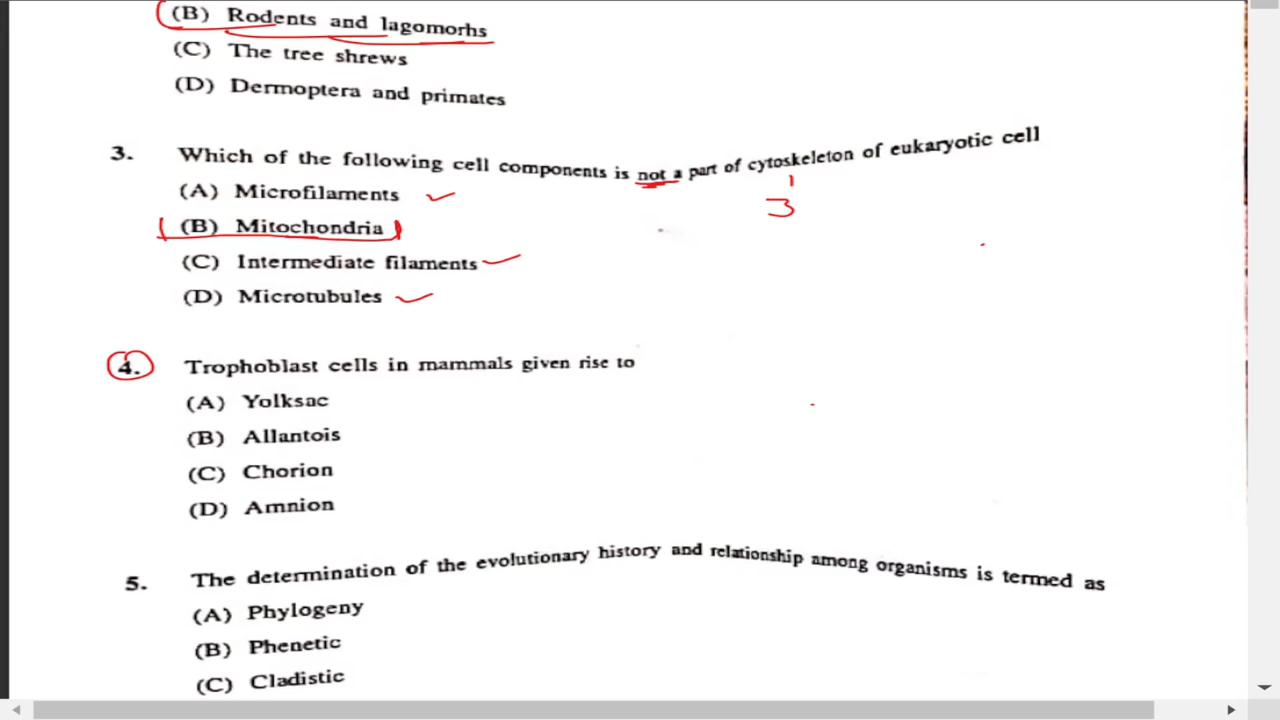 (B) Rodents and lagomorhs
(C) The tree shrews
(D) Dermoptera and primates
3. Which of the following cell components is not a part of cytoskeleton of eukaryotic cell
(A) Microfilaments
3
(B) Mitochondria
(C) Intermediate filaments
(D) Microtubules
4. Trophoblast cells in mammals given rise to
(A) Yolksac
(B) Allantois
(C) Chorion
(D) Amnion
5. The determination of the evolutionary history and relationship among organisms is termed as
(A) Phylogeny
(B) Phenetic
(C) Cladistic